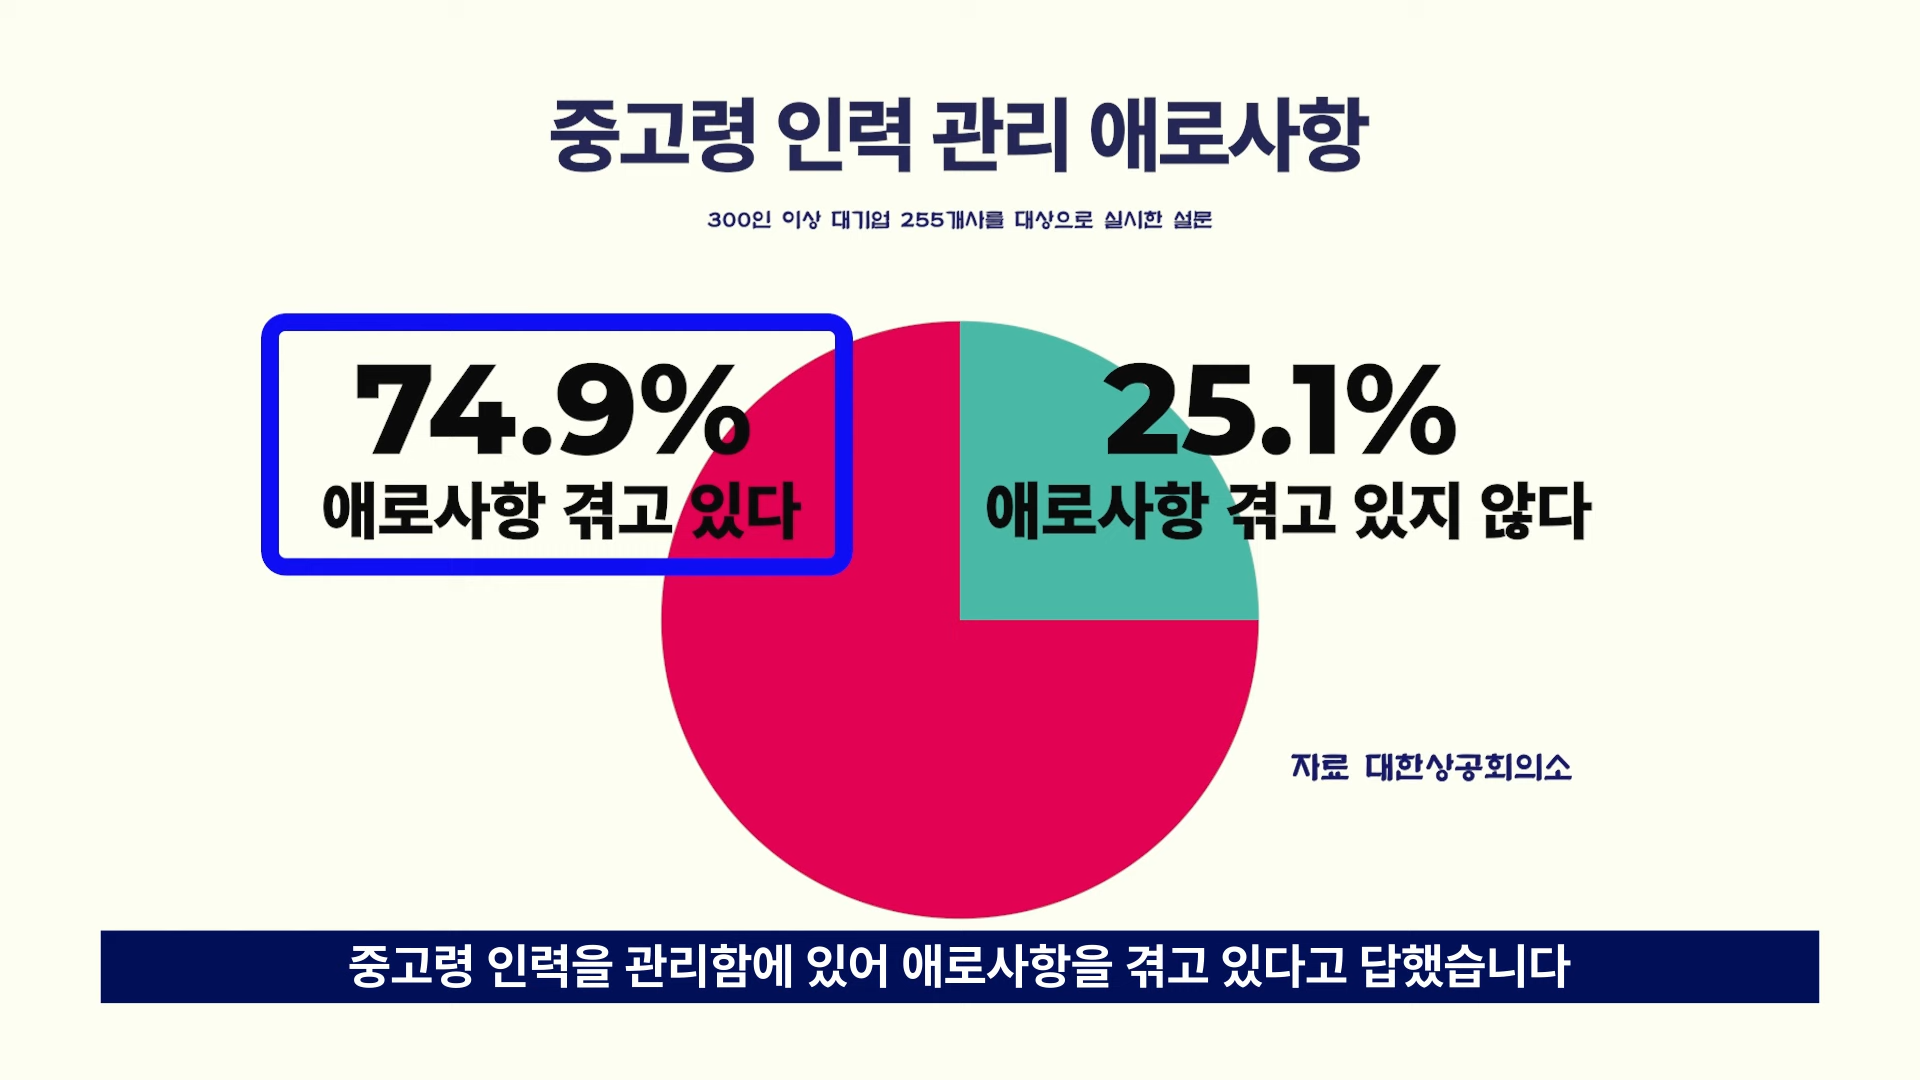 중고령 인력 관리 애로사항
300인 이상 대기업 255개사를 대상으로 실시한 설문
74.9%
애로사항 겪고 있다
25.1%
애로사항 겪고 있지 않다
자료 대한상공회의소
중고령 인력을 관리함에 있어 애로사항을 겪고 있다고 답했습니다